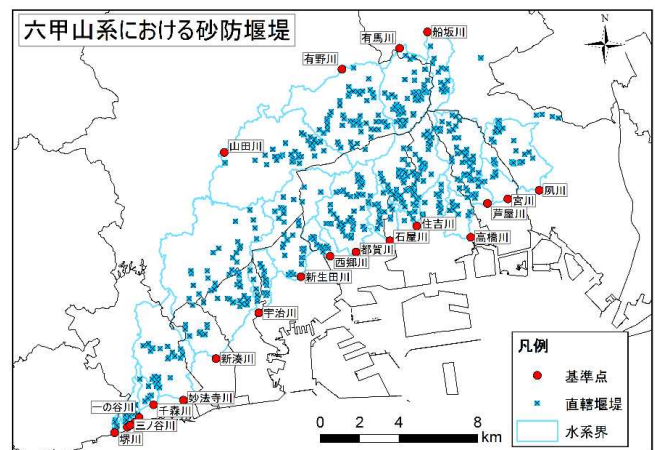 六甲山系における砂防堰堤
N
船坂川
有馬川
有野川
山田川
夙川
宮川
芦屋川
住吉川
高橋川
石屋川
都賀川
西郷川
新生田川
宇治川
新湊川
妙法寺川
一の谷川
千森川
三ノ谷川
堺川
凡例
基準点
直轄堰堤
水系界
0 2 4 8
km